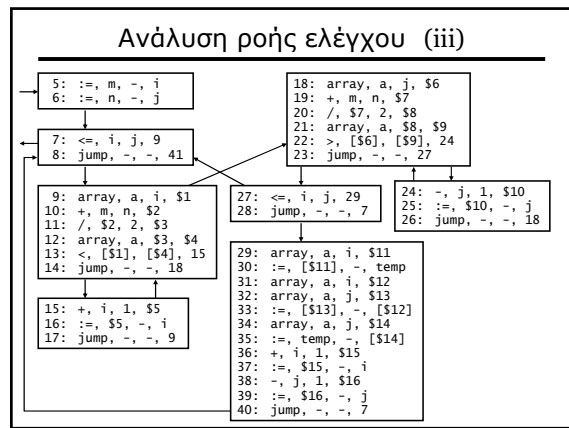 Ανάλυση ροής ελέγχου (iii)
5: :=, m, -, i
6: :=, n, -, j
7: <=, i, j, 9
8: jump, -, -, 41
9: array, a, i, $1
10: +, m, n, $2
11: /, $2, 2, $3
12: array, a, $3, $4
13: <, [$1], [$4], 15
14: jump, -, -, 18
15: +, i, 1, $5
16: :=, $5, -, i
17: jump, -, -, 9
18: array, a, j, $6
19: +, m, n, $7
20: /, $7, 2, $8
21: array, a, $8, $9
22: >, [$6], [$9], 24
23: jump, -, -, 27
24: -, j, 1, $10
25: :=, $10, -, j
26: jump, -, -, 18
27: <=, i, j, 29
28: jump, -, -, 7
29: array, a, i, $11
30: :=, [$11], -, temp
31: array, a, i, $12
32: array, a, j, $13
33: :=, [$13], -, [$12]
34: array, a, j, $14
35: :=, temp, -, [$14]
36: +, i, 1, $15
37: :=, $15, -, i
38: -, j, 1, $16
39: :=, $16, -, j
40: jump, -, -, 7